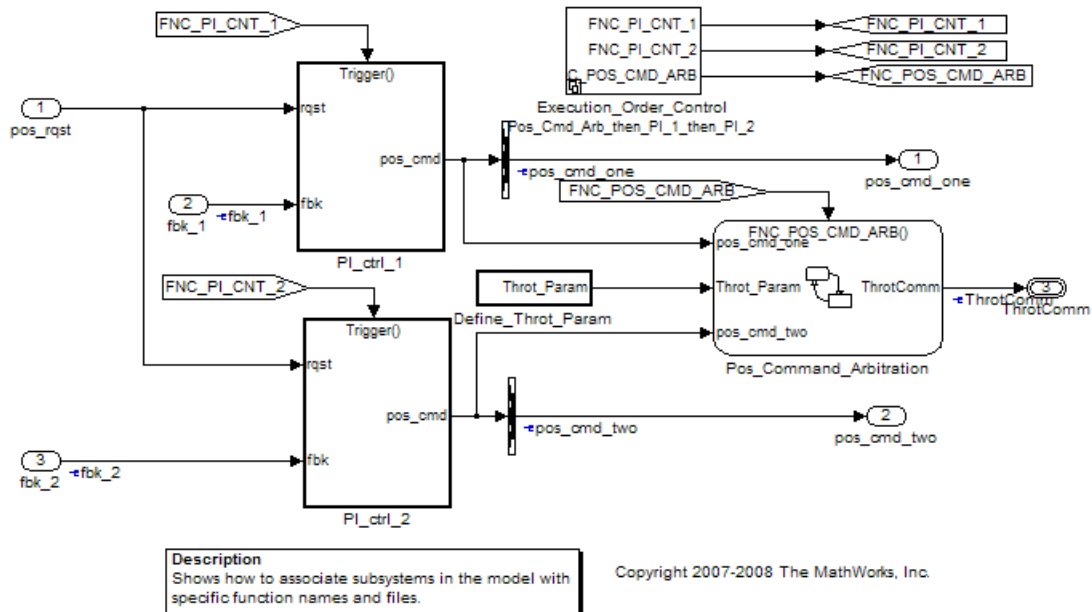 FNC_PI_CNT_1
Trigger()
rqst
pos_cmd
fbk
PI_ctrl_1
1
pos_rqst
2
fbk_1
fbk_1
FNC_PI_CNT_1
FNC_PI_CNT_2
C_POS_CMD_ARB
Execution_Order_Control
Pos_Cmd_Arb_then_PI_1_then_PI_2
FNC_PI_CNT_1
FNC_PI_CNT_2
FNC_POS_CMD_ARB
pos_cmd_one
1
pos_cmd_one
FNC_POS_CMD_ARB
FNC_POS_CMD_ARB()
pos_cmd_one
Throt_Param
pos_cmd_two
ThrotComm
Pos_Command_Arbitration
ThrotComm
3
ThrotComm
Throt_Param
Define_Throt_Param
FNC_PI_CNT_2
Trigger()
rqst
pos_cmd
fbk
PI_ctrl_2
3
fbk_2
fbk_2
pos_cmd_two
2
pos_cmd_two
Description
Shows how to associate subsystems in the model with
specific function names and files.
Copyright 2007-2008 The MathWorks, Inc.